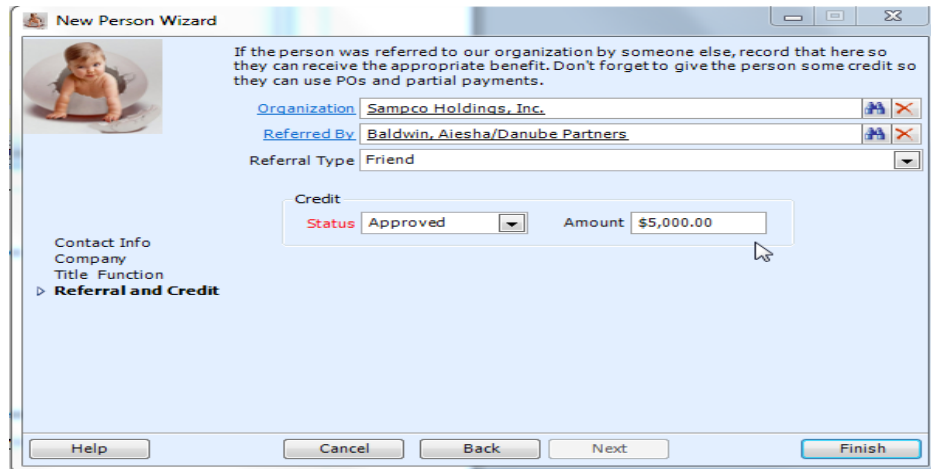 New Person Wizard
If the person was referred to our organization by someone else, record that here so
they can receive the appropriate benefit. Don't forget to give the person some credit so
they can use POs and partial payments.
Organization Sampco Holdings, Inc.
Referred By Baldwin, Aiesha/Danube Partners
Referral Type Friend
Credit
Status Approved Amount $5,000.00
Contact Info
Company
Title Function
Referral and Credit
Help Cancel Back Next Finish